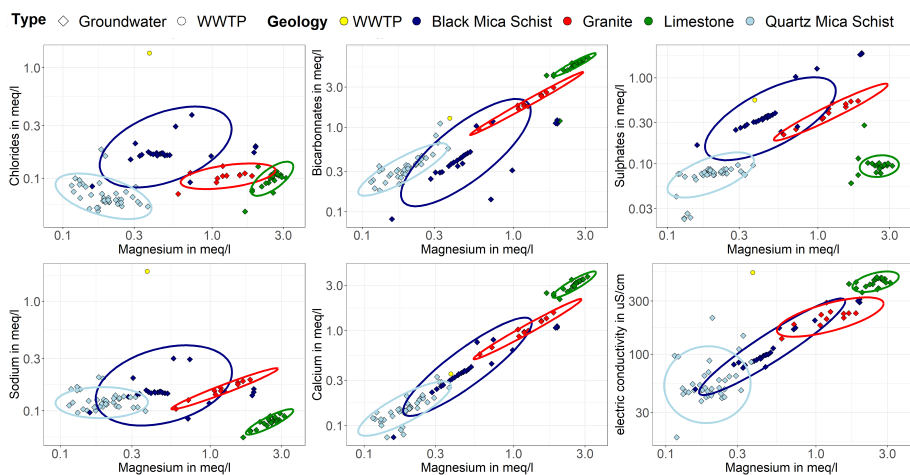 Type Groundwater WWTP Geology WWTP Black Mica Schist Granite Limestone Quartz Mica Schist
Chlorides in meq/l
1.0
0.3
0.1
0.1 0.3 1.0 3.0
Magnesium in meq/l
Bicarbonnates in meq/l
3.0
1.0
0.3
0.1
0.1 0.3 1.0 3.0
Magnesium in meq/l
Sulphates in meq/l
1.00
0.30
0.10
0.03
0.1 0.3 1.0 3.0
Magnesium in meq/l
Sodium in meq/l
1.0
0.3
0.1
0.1 0.3 1.0 3.0
Magnesium in meq/l
Calcium in meq/l
3.0
1.0
0.3
0.1
0.1 0.3 1.0 3.0
Magnesium in meq/l
electric conductivity in uS/cm
300
100
30
0.1 0.3 1.0 3.0
Magnesium in meq/l